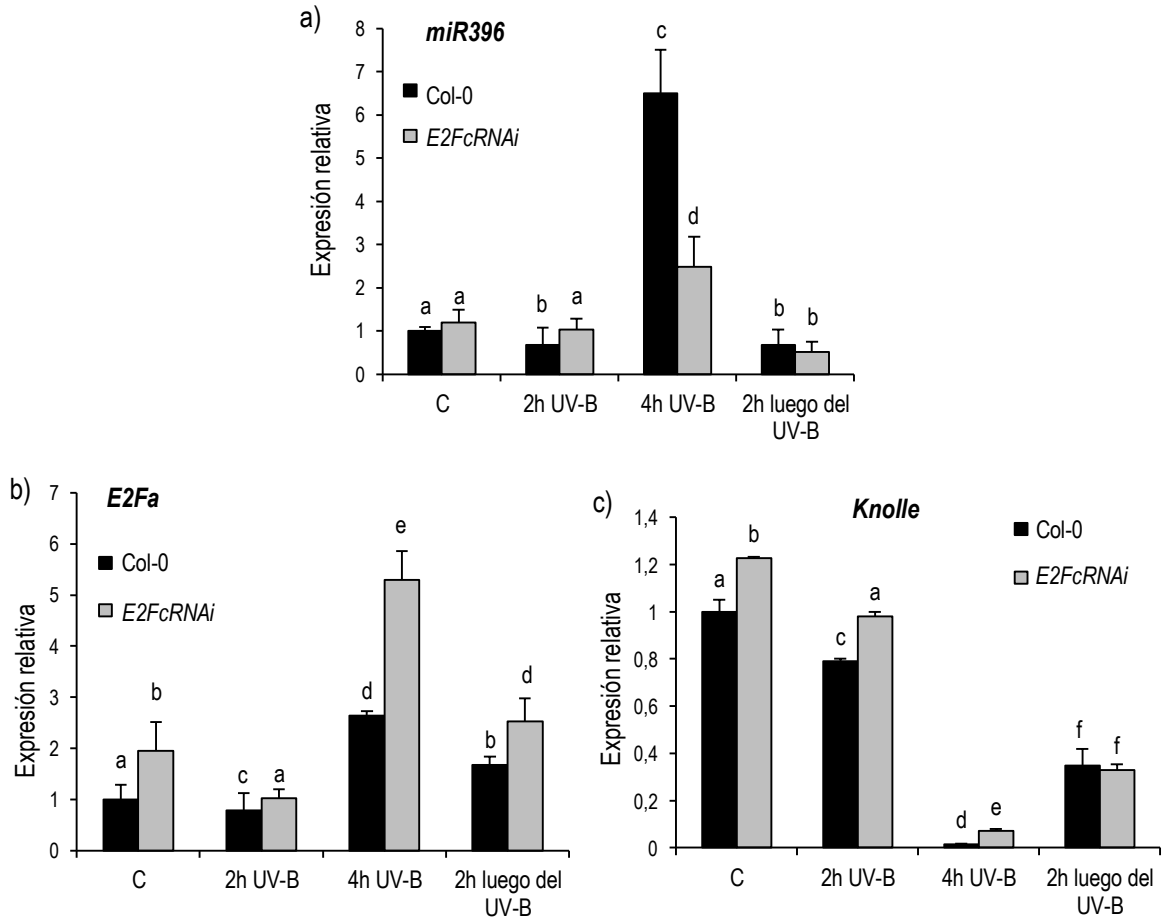 a)
miR396
Col-0
E2FcRNAi
Expresión relativa
8
7
6
5
4
3
2
1
0
a
a
b
a
c
d
b
b
C
2h UV-B
4h UV-B
2h luego del
UV-B
b)
E2Fa
Col-0
E2FcRNAi
Expresión relativa
7
6
5
4
3
2
1
0
a
b
c
a
d
e
b
d
C
2h UV-B
4h UV-B
2h luego del
UV-B
c)
Knolle
Col-0
E2FcRNAi
Expresión relativa
1,4
1,2
1
0,8
0,6
0,4
0,2
0
a
b
c
a
d
e
f
f
C
2h UV-B
4h UV-B
2h luego del
UV-B